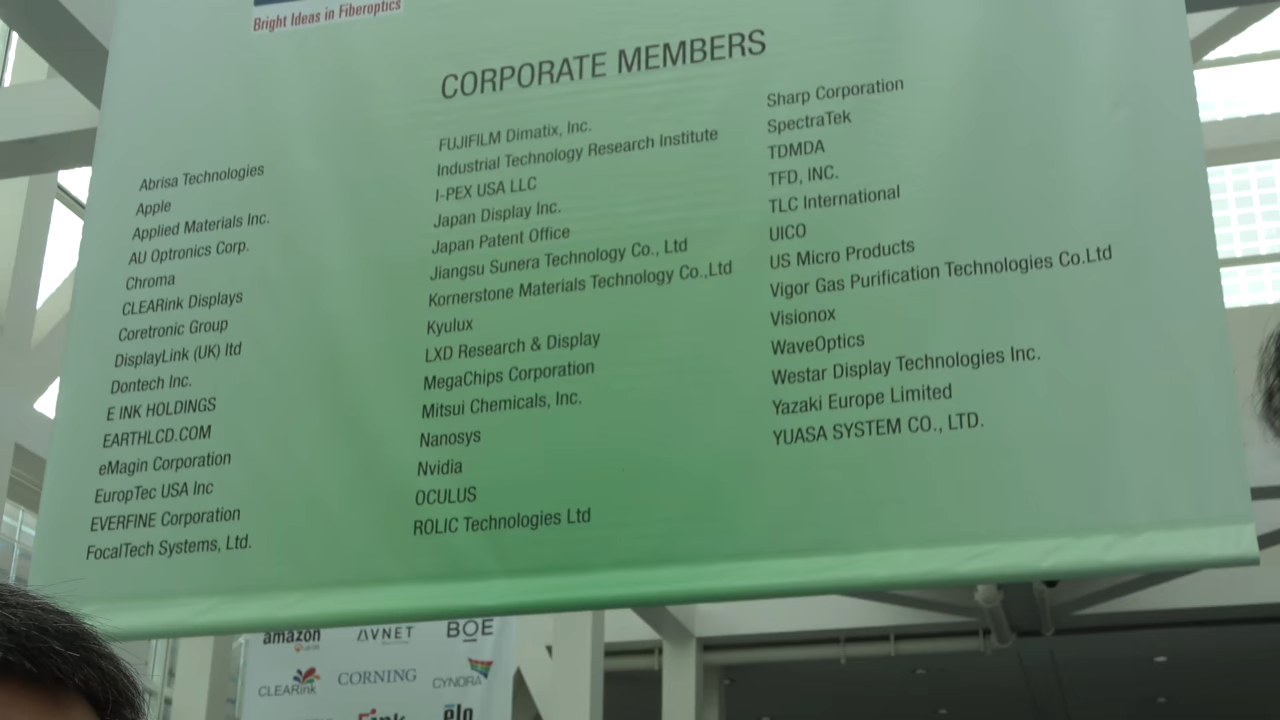 Bright Ideas in Fiberoptics
CORPORATE MEMBERS
Abrisa Technologies
Apple
Applied Materials Inc.
AU Optronics Corp.
Chroma
CLEARink Displays
Coretronic Group
DisplayLink (UK) ltd
Dontech Inc.
E INK HOLDINGS
EARTHLCD.COM
eMagin Corporation
EuropTec USA Inc
EVERFINE Corporation
FocalTech Systems, Ltd.
FUJIFILM Dimatix, Inc.
Industrial Technology Research Institute
I-PEX USA LLC
Japan Display Inc.
Japan Patent Office
Jiangsu Sunera Technology Co., Ltd
Kornerstone Materials Technology Co.,Ltd
Kyulux
LXD Research & Display
MegaChips Corporation
Mitsui Chemicals, Inc.
Nanosys
Nvidia
OCULUS
ROLIC Technologies Ltd
Sharp Corporation
SpectraTek
TDMDA
TFD, INC.
TLC International
UICO
US Micro Products
Vigor Gas Purification Technologies Co.Ltd
Visionox
WaveOptics
Westar Display Technologies Inc.
Yazaki Europe Limited
YUASA SYSTEM CO., LTD.
amazon
AVNET
BOE
CLEARink
CORNING
CYNORA